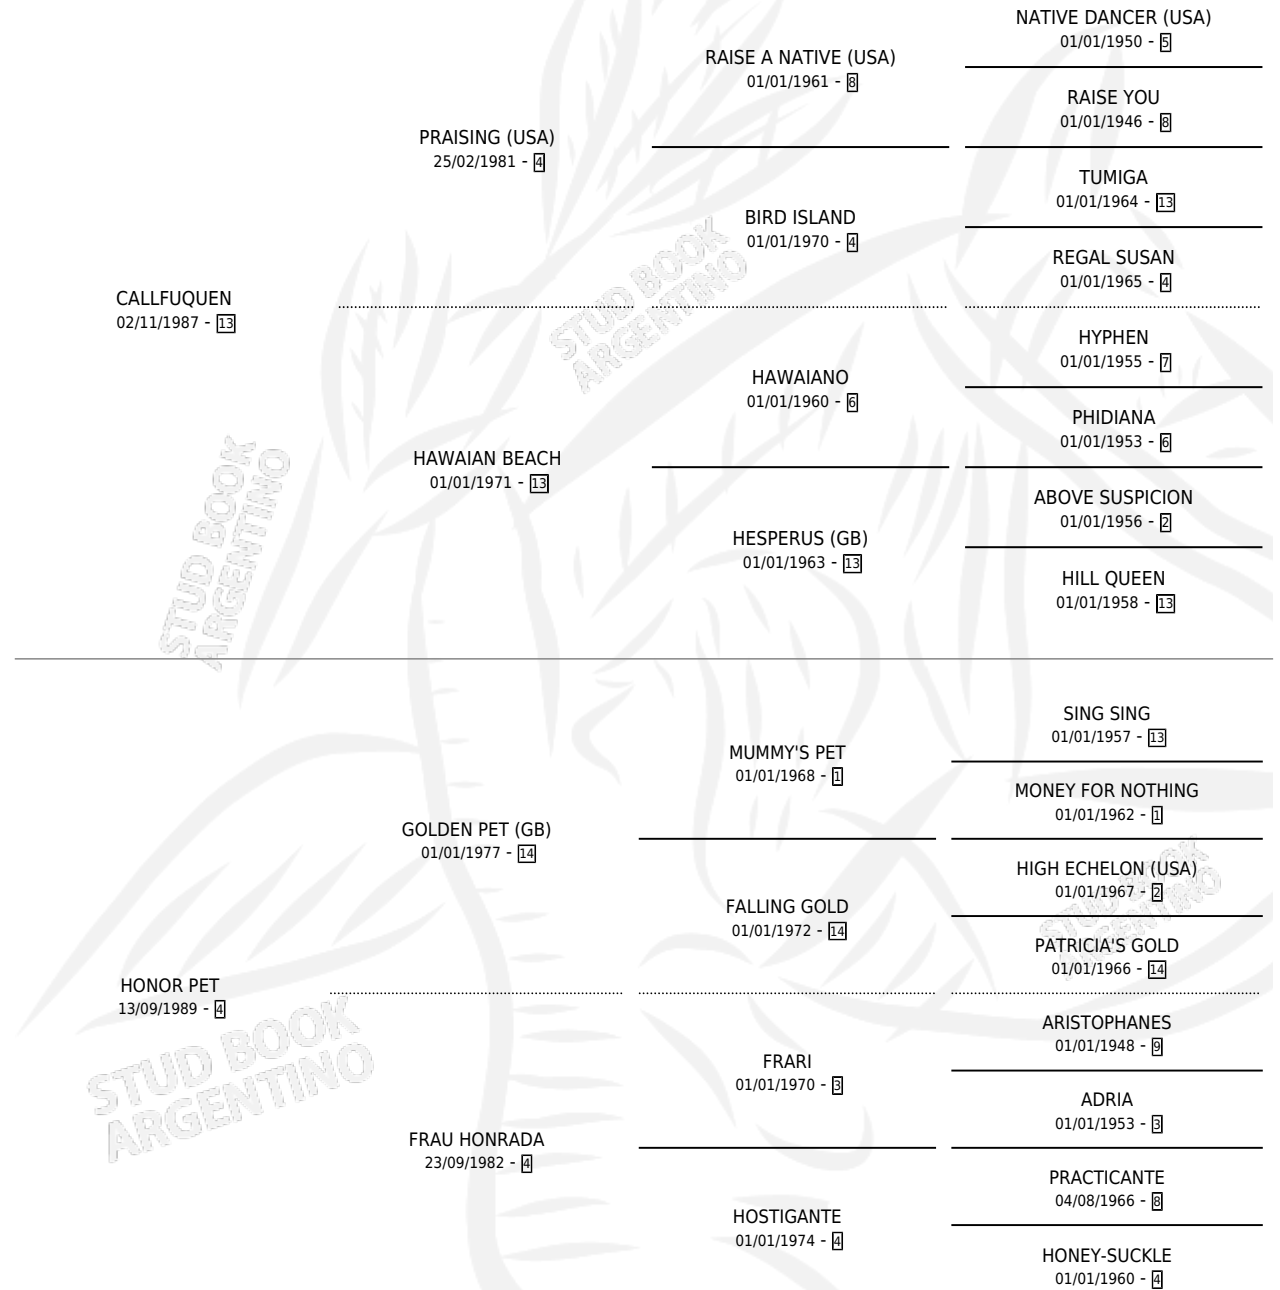 NATIVE DANCER (USA)
01/01/1950 - 5
RAISE A NATIVE (USA)
01/01/1961 - 8
RAISE YOU
01/01/1946 - 8
PRAISING (USA)
25/02/1981 - 4
TUMIGA
01/01/1964 - 13
BIRD ISLAND
01/01/1970 - 4
REGAL SUSAN
01/01/1965 - 4
CALLFUQUEN
02/11/1987 - 13
HYPHEN
01/01/1955 - 7
HAWAIANO
01/01/1960 - 6
PHIDIANA
01/01/1953 - 6
HAWAIAN BEACH
01/01/1971 - 13
ABOVE SUSPICION
01/01/1956 - 2
HESPERUS (GB)
01/01/1963 - 13
HILL QUEEN
01/01/1958 - 13
SING SING
01/01/1957 - 13
MUMMY'S PET
01/01/1968 - 1
MONEY FOR NOTHING
01/01/1962 - 1
GOLDEN PET (GB)
01/01/1977 - 14
HIGH ECHELON (USA)
01/01/1967 - 2
FALLING GOLD
01/01/1972 - 14
PATRICIA'S GOLD
01/01/1966 - 14
HONOR PET
13/09/1989 - 4
ARISTOPHANES
01/01/1948 - 9
FRARI
01/01/1970 - 3
ADRIA
01/01/1953 - 3
FRAU HONRADA
23/09/1982 - 4
PRACTICANTE
04/08/1966 - 8
HOSTIGANTE
01/01/1974 - 4
HONEY-SUCKLE
01/01/1960 - 4
STUD BOOK
ARGENTINO
STUD BOOK
ARGENTINO
STUD BOOK
ARGENTINO
STUD BOOK
ARGENTINO